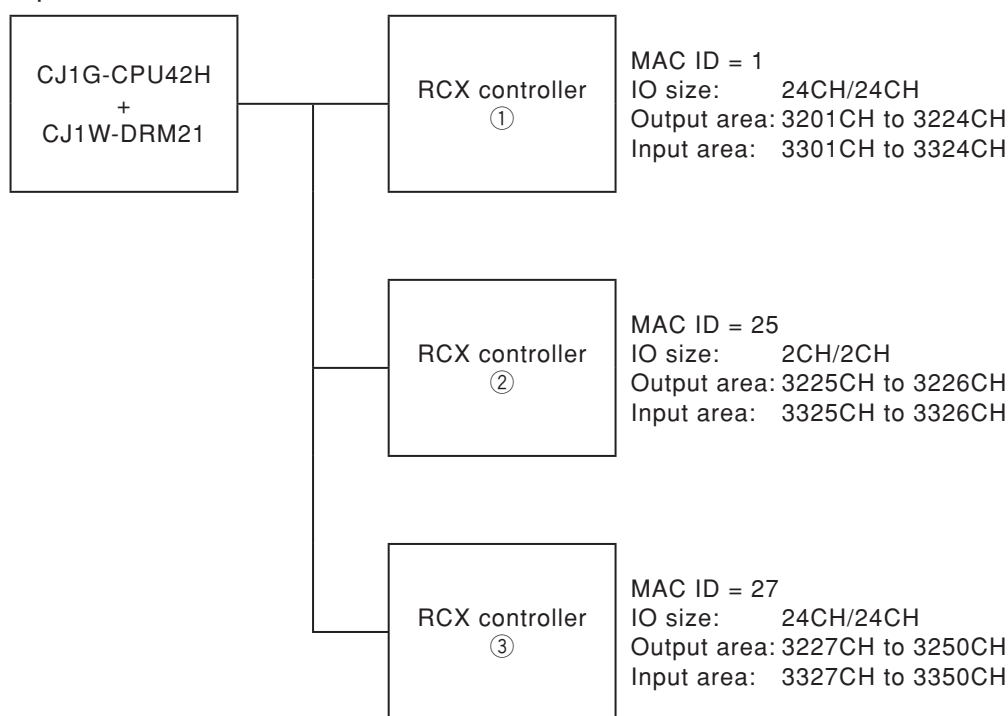 CJ1G-CPU42H
+
CJ1W-DRM21
RCX controller
①
MAC ID = 1
IO size: 24CH/24CH
Output area: 3201CH to 3224CH
Input area: 3301CH to 3324CH
RCX controller
②
MAC ID = 25
IO size: 2CH/2CH
Output area: 3225CH to 3226CH
Input area: 3325CH to 3326CH
RCX controller
③
MAC ID = 27
IO size: 24CH/24CH
Output area: 3227CH to 3250CH
Input area: 3327CH to 3350CH